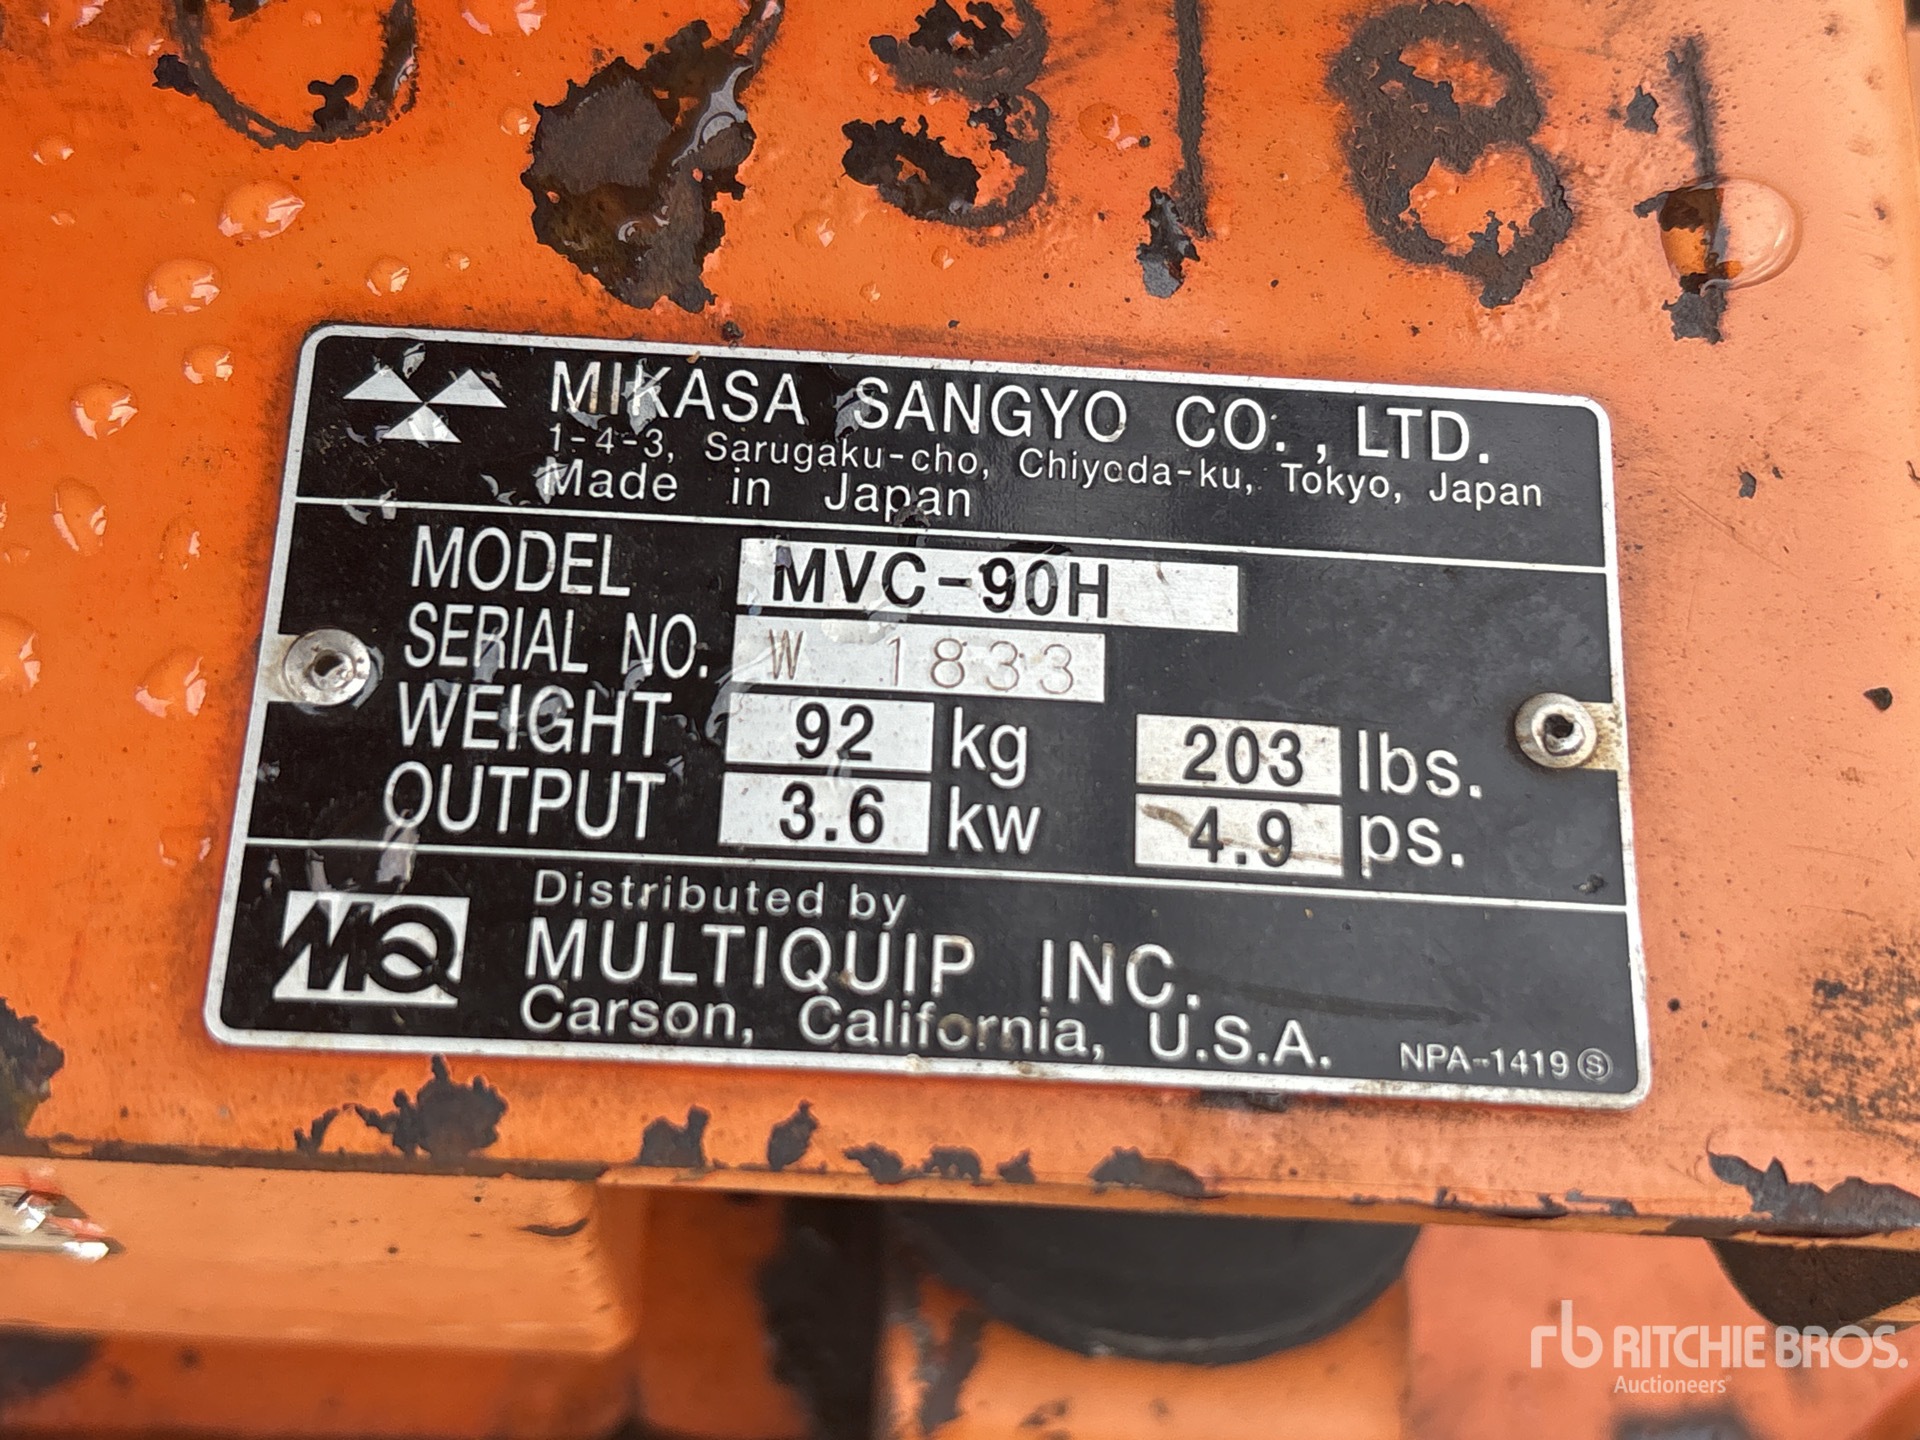 3181
MIKASA SANGYO CO., LTD.
1-4-3, Sarugaku-cho, Chiyoda-ku, Tokyo, Japan
Made in Japan
MODEL MVC-90H
SERIAL NO. W 1833
WEIGHT 92 kg 203 lbs.
OUTPUT 3.6 kw 4.9 ps.
MQ
Distributed by
MULTIQUIP INC.
Carson, California, U.S.A.
NPA-1419 Ⓢ
rb RITCHIE BROS.
Auctioneers